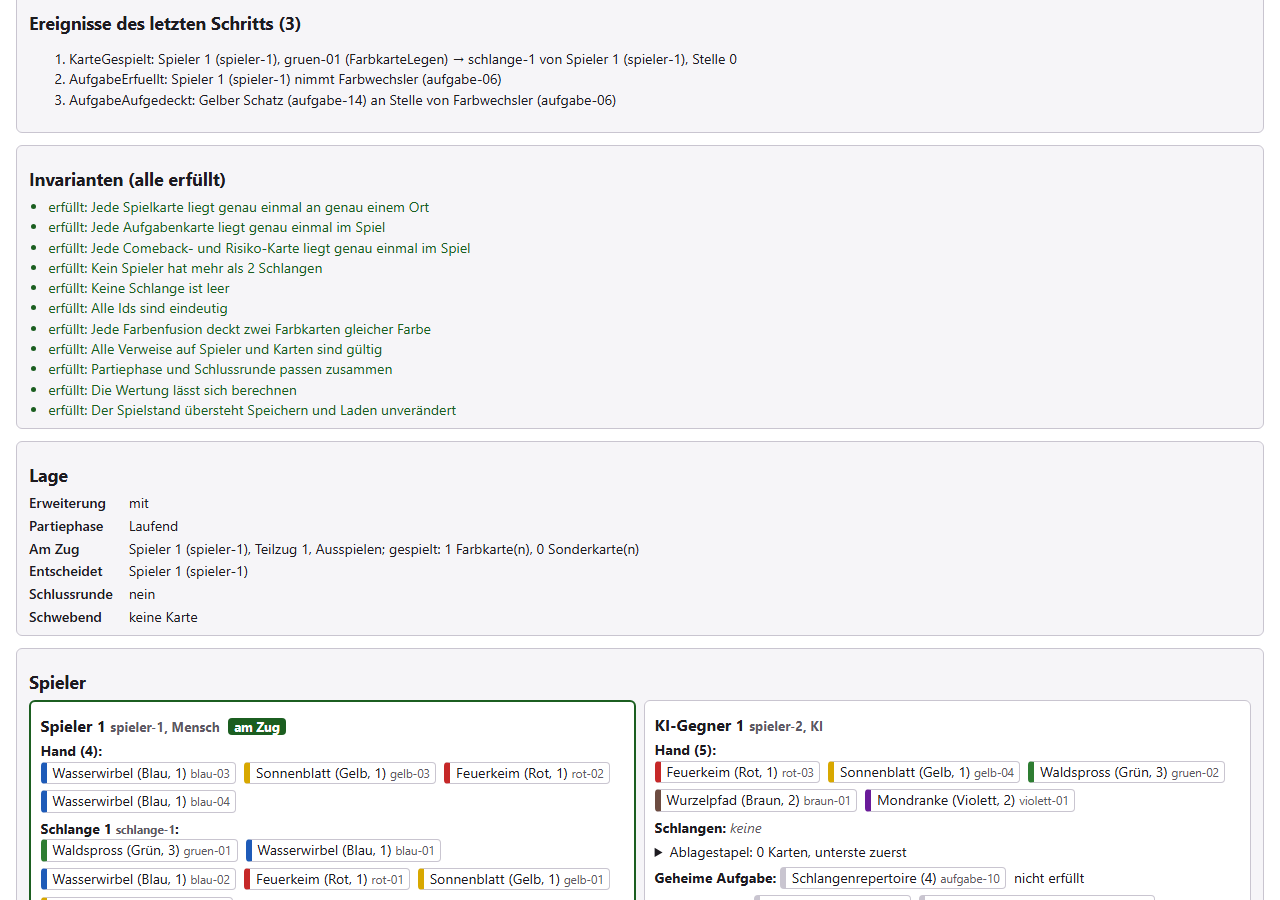 Ereignisse des letzten Schritts (3)
1. KarteGespielt: Spieler 1 (spieler-1), gruen-01 (FarbkarteLegen) → schlange-1 von Spieler 1 (spieler-1), Stelle 0
2. AufgabeErfuellt: Spieler 1 (spieler-1) nimmt Farbwechsler (aufgabe-06)
3. AufgabeAufgedeckt: Gelber Schatz (aufgabe-14) an Stelle von Farbwechsler (aufgabe-06)
Invarianten (alle erfüllt)
• erfüllt: Jede Spielkarte liegt genau einmal an genau einem Ort
• erfüllt: Jede Aufgabenkarte liegt genau einmal im Spiel
• erfüllt: Jede Comeback- und Risiko-Karte liegt genau einmal im Spiel
• erfüllt: Kein Spieler hat mehr als 2 Schlangen
• erfüllt: Keine Schlange ist leer
• erfüllt: Alle Ids sind eindeutig
• erfüllt: Jede Farbenfusion deckt zwei Farbkarten gleicher Farbe
• erfüllt: Alle Verweise auf Spieler und Karten sind gültig
• erfüllt: Partiephase und Schlussrunde passen zusammen
• erfüllt: Die Wertung lässt sich berechnen
• erfüllt: Der Spielstand übersteht Speichern und Laden unverändert
Lage
Erweiterung mit
Partiephase Laufend
Am Zug Spieler 1 (spieler-1), Teilzug 1, Ausspielen; gespielt: 1 Farbkarte(n), 0 Sonderkarte(n)
Entscheidet Spieler 1 (spieler-1)
Schlussrunde nein
Schwebend keine Karte
Spieler
Spieler 1 spieler-1, Mensch am Zug
Hand (4):
Wasserwirbel (Blau, 1) blau-03 Sonnenblatt (Gelb, 1) gelb-03 Feuerkeim (Rot, 1) rot-02
Wasserwirbel (Blau, 1) blau-04
Schlange 1 schlange-1:
Waldspross (Grün, 3) gruen-01 Wasserwirbel (Blau, 1) blau-01
Wasserwirbel (Blau, 1) blau-02 Feuerkeim (Rot, 1) rot-01 Sonnenblatt (Gelb, 1) gelb-01
KI-Gegner 1 spieler-2, KI
Hand (5):
Feuerkeim (Rot, 1) rot-03 Sonnenblatt (Gelb, 1) gelb-04 Waldspross (Grün, 3) gruen-02
Wurzelpfad (Braun, 2) braun-01 Mondranke (Violett, 2) violett-01
Schlangen: keine
▶ Ablagestapel: 0 Karten, unterste zuerst
Geheime Aufgabe: Schlangenrepertoire (4) aufgabe-10 nicht erfüllt